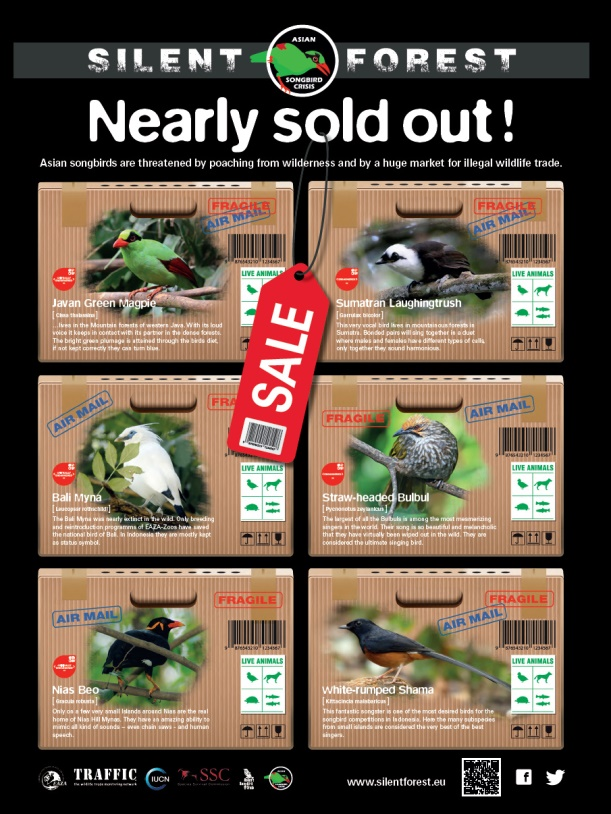 SILENT FOREST
ASIAN
SONGBIRD
CRISIS
Nearly sold out!
Asian songbirds are threatened by poaching from wilderness and by a huge market for illegal wildlife trade.
FRAGILE
AIR MAIL
LIVE ANIMALS
Javan Green Magpie
[Cissa thalassina]
...lives in the Mountain forests of western Java. With its loud
voice it keeps in contact with its partner in the dense forests.
The bright green plumage is attained through the birds diet,
if not kept correctly they can turn blue.
FRAGILE
AIR MAIL
LIVE ANIMALS
Sumatran Laughingtrush
[Garrulax bicolor]
This very vocal bird lives in mountainous forests in
Sumatra. Bonded pairs will sing together in a duet
where males and females have different types of calls,
only together they sound harmonious.
SALE
AIR MAIL
FRA
LIVE ANIMALS
Bali Myna
[Leucopsar rothschildi]
The Bali Myna was nearly extinct in the wild. Only breeding
and reintroduction programme of EAZA-Zoos have saved
the national bird of Bali. In Indonesia they are mostly kept
as status symbol.
FRAGILE
AIR MAIL
LIVE ANIMALS
Straw-headed Bulbul
[Pycnonotus zeylanicus]
The largest of all the Bulbuls is among the most mesmerizing
singers in the world. Their song is so beautiful and melancholic
that they have virtually been wiped out in the wild. They are
considered the ultimate singing bird.
AIR MAIL
FRAGILE
LIVE ANIMALS
Nias Beo
[Gracula robusta]
Only on a few very small islands around Nias are the real
home of Nias Hill Mynas. They have an amazing ability to
mimic all kind of sounds – even chain saws - and human
speech.
FRAGILE
AIR MAIL
LIVE ANIMALS
White-rumped Shama
[Kittacincla malabarica]
This fantastic songster is one of the most desired birds for the
songbird competitions in Indonesia. Here the many subspecies
from small islands are considered the very best of the best
singers.
TRAFFIC
the wildlife trade monitoring network
IUCN
SSC
www.silentforest.eu